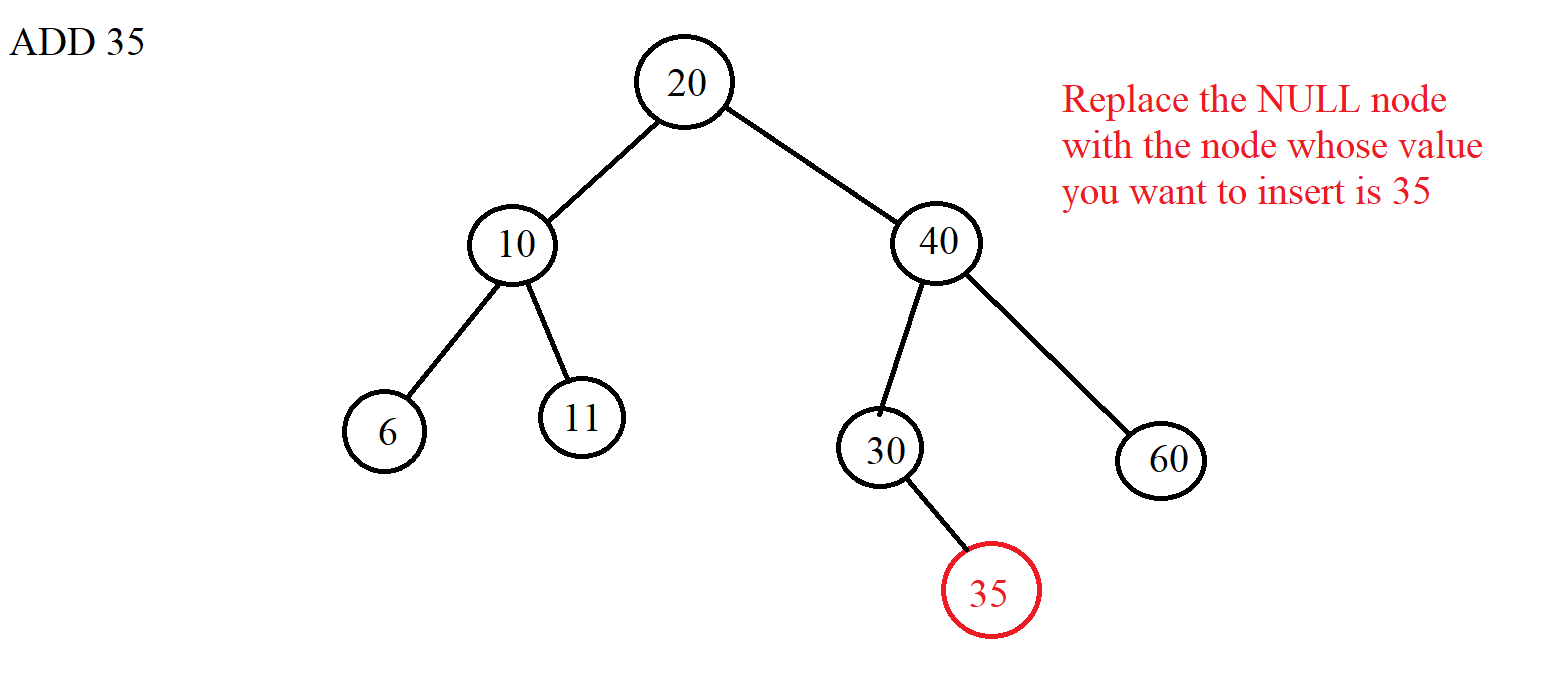 ADD 35
20
Replace the NULL node
with the node whose value
you want to insert is 35
10
40
6
11
30
60
35